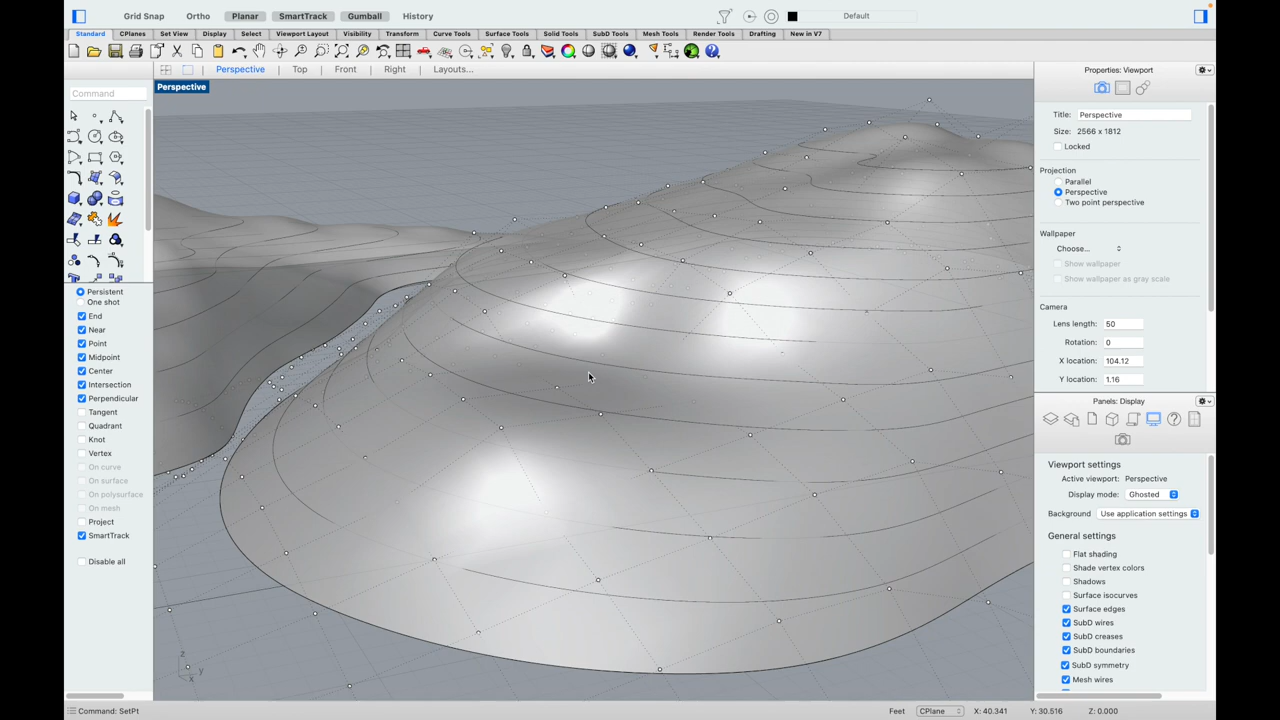 Grid Snap Ortho Planar SmartTrack Gumball History Default
Standard CPlanes Set View Display Select Viewport Layout Visibility Transform Curve Tools Surface Tools Solid Tools SubD Tools Mesh Tools Drafting New in V7
Perspective Top Front Right Layouts...
Perspective
Command
Persistent
One shot
End
Near
Point
Midpoint
Center
Intersection
Perpendicular
Tangent
Quadrant
Knot
Vertex
On curve
On surface
On polysurface
On mesh
Project
SmartTrack
Disable all
z
y
x
Properties: Viewport
Title: Perspective
Size: 2566 x 1812
Locked
Projection
Parallel
Perspective
Two point perspective
Wallpaper
Choose...
Show wallpaper
Show wallpaper as gray scale
Camera
Lens length: 50
Rotation: 0
X location: 104.12
Y location: 1.16
Panels: Display
Viewport settings
Active viewport: Perspective
Display mode: Ghosted
Background Use application settings
General settings
Flat shading
Shade vertex colors
Shadows
Surface isocurves
Surface edges
SubD wires
SubD creases
SubD boundaries
SubD symmetry
Mesh wires
Command: SetPt Feet CPlane X: 40.341 Y: 30.516 Z: 0.000